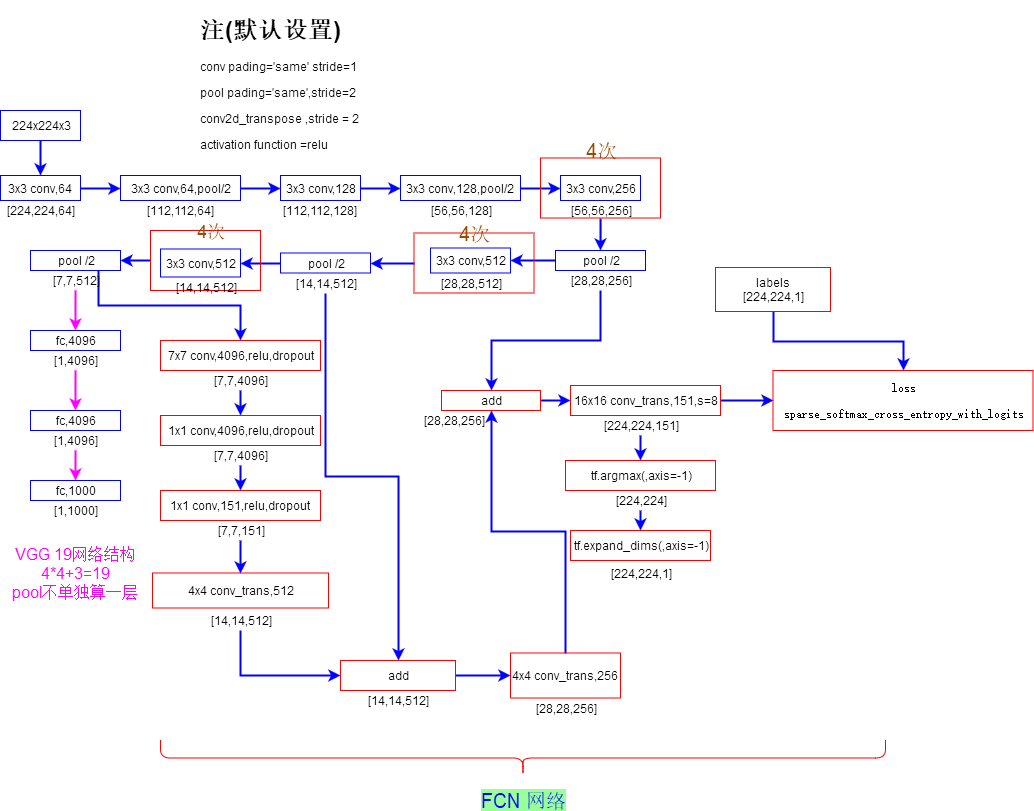 注(默认设置)
conv pading='same' stride=1
pool pading='same',stride=2
conv2d_transpose ,stride = 2
activation function =relu
224x224x3
4次
3x3 conv,64
3x3 conv,64,pool/2
3x3 conv,128
3x3 conv,128,pool/2
3x3 conv,256
[224,224,64]
[112,112,64]
[112,112,128]
[56,56,128]
[56,56,256]
4次
4次
pool /2
3x3 conv,512
pool /2
3x3 conv,512
pool /2
[7,7,512]
[14,14,512]
[14,14,512]
[28,28,512]
[28,28,256]
labels
[224,224,1]
fc,4096
[1,4096]
fc,4096
[1,4096]
fc,1000
[1,1000]
VGG 19网络结构
4*4+3=19
pool不单独算一层
7x7 conv,4096,relu,dropout
[7,7,4096]
1x1 conv,4096,relu,dropout
[7,7,4096]
1x1 conv,151,relu,dropout
[7,7,151]
4x4 conv_trans,512
[14,14,512]
add
[14,14,512]
4x4 conv_trans,256
[28,28,256]
add
[28,28,256]
16x16 conv_trans,151,s=8
[224,224,151]
tf.argmax(,axis=-1)
[224,224]
tf.expand_dims(,axis=-1)
[224,224,1]
loss
sparse_softmax_cross_entropy_with_logits
FCN 网络